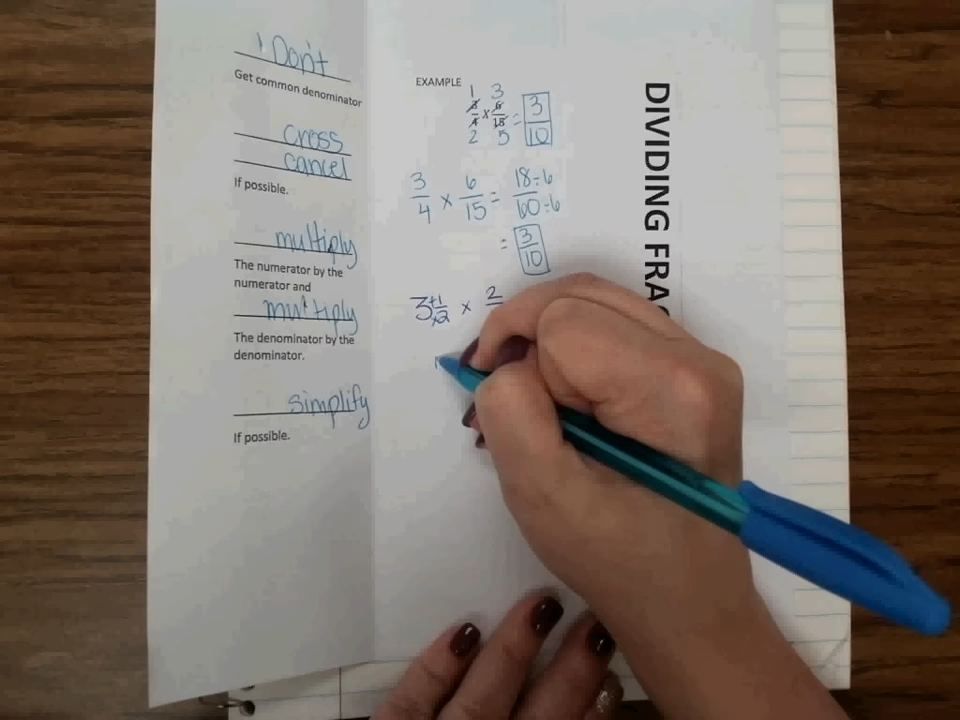 Don't
Get common denominator
cross
cancel
If possible.
multiply
The numerator by the
numerator and
multiply
The denominator by the
denominator.
simplify
If possible.
EXAMPLE
1 3
3/4 x 6/15 = 3/10
2 5
3/4 x 6/15 = 18÷6/60÷6
= 3/10
3 +1/x2 x 2
DIVIDING FRA